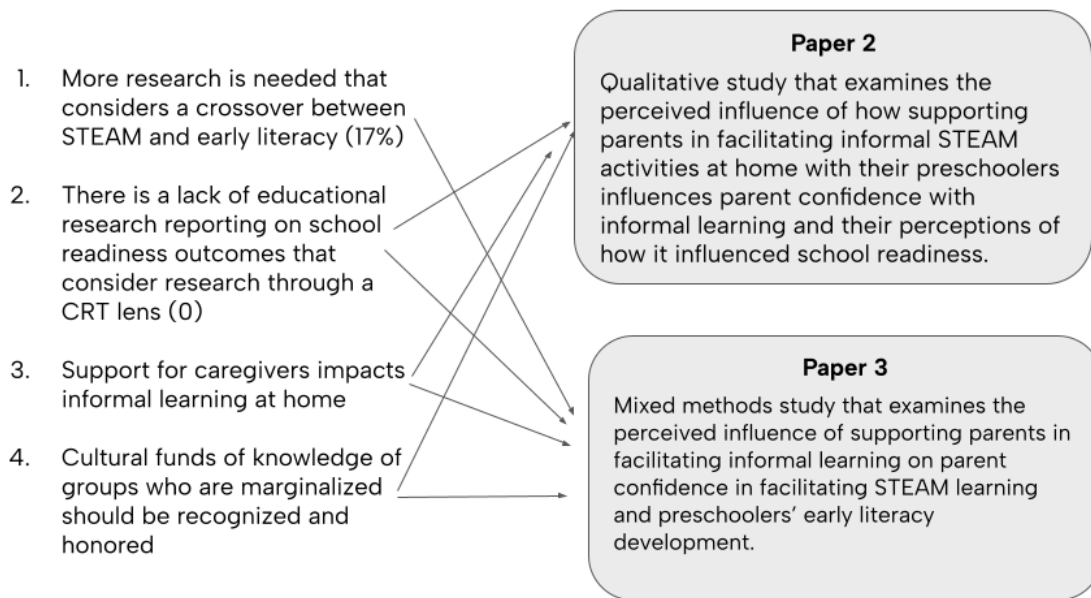 1. More research is needed that
considers a crossover between
STEAM and early literacy (17%)
2. There is a lack of educational
research reporting on school
readiness outcomes that
consider research through a
CRT lens (0)
3. Support for caregivers impacts
informal learning at home
4. Cultural funds of knowledge of
groups who are marginalized
should be recognized and
honored
Paper 2
Qualitative study that examines the
perceived influence of how supporting
parents in facilitating informal STEAM
activities at home with their preschoolers
influences parent confidence with
informal learning and their perceptions of
how it influenced school readiness.
Paper 3
Mixed methods study that examines the
perceived influence of supporting parents in
facilitating informal learning on parent
confidence in facilitating STEAM learning
and preschoolers’ early literacy
development.